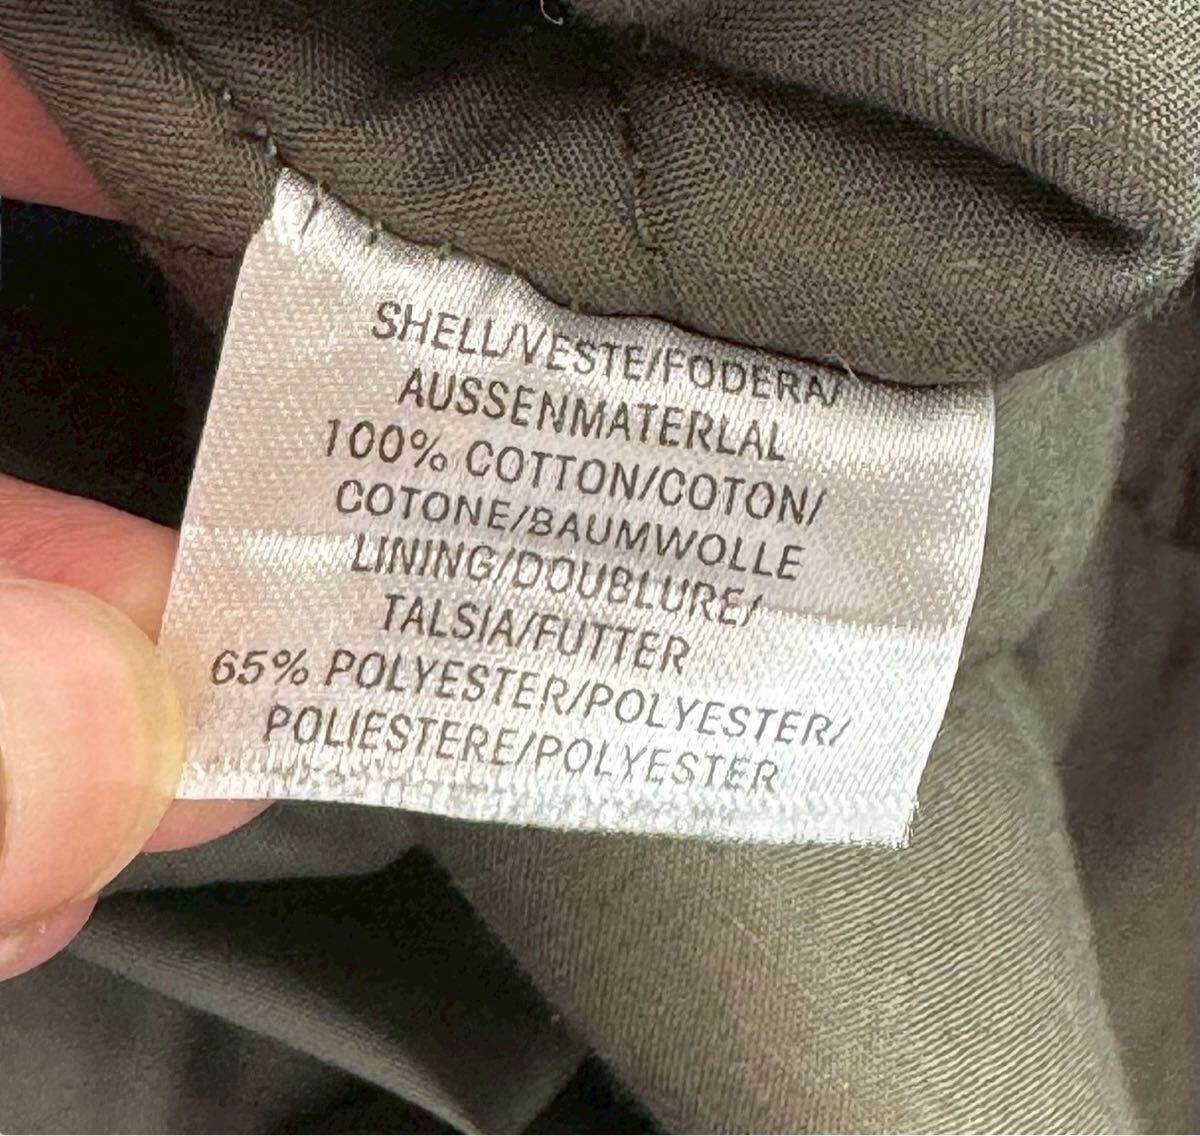 SHELL/VESTE/FODERA/
AUSSENMATERLAL
100% COTTON/COTON/
COTONE/BAUMWOLLE
LINING/DOUBLURE/
TALSIA/FUTTER
65% POLYESTER/POLYESTER/
POLIESTERE/POLYESTER